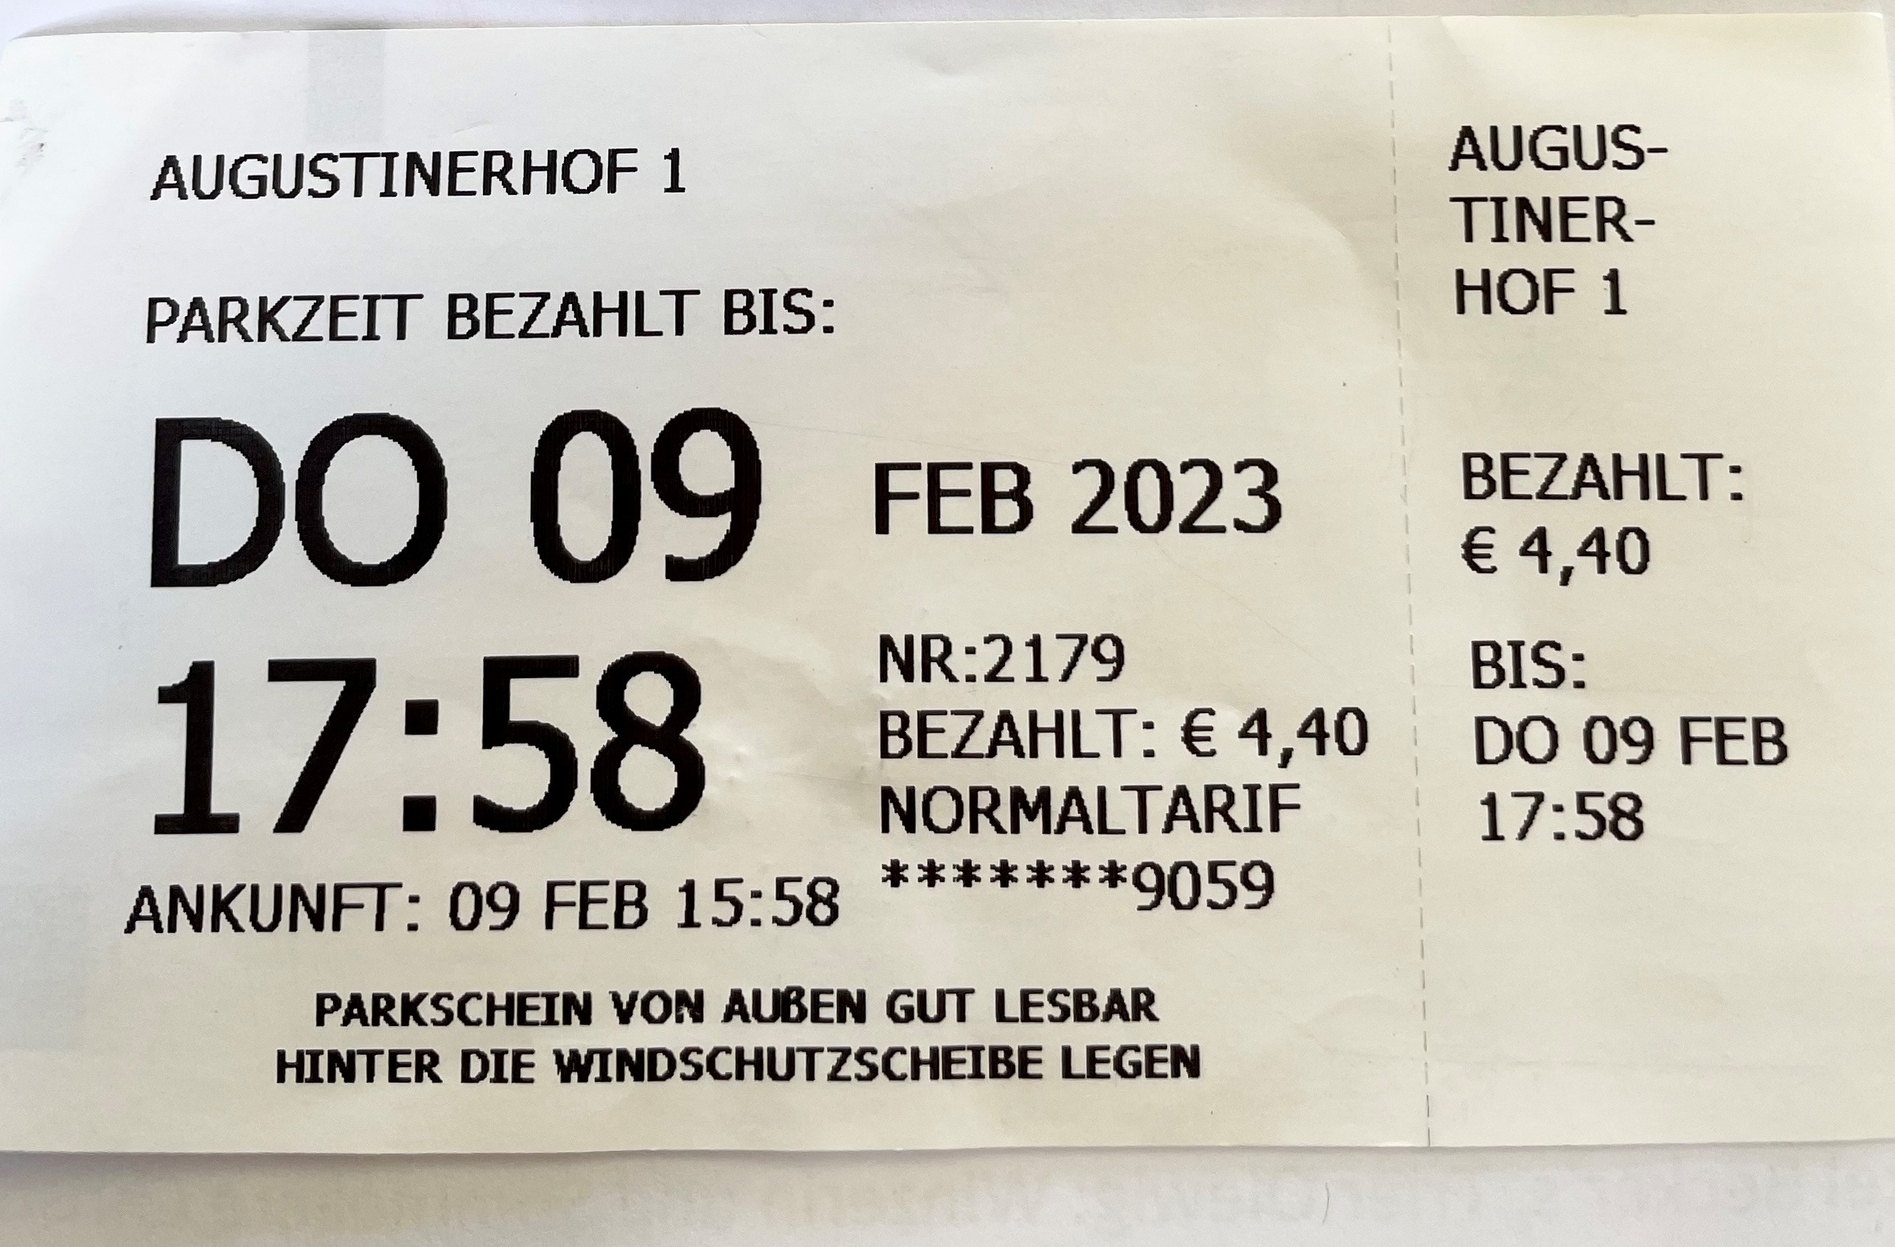 AUGUSTINERHOF 1
PARKZEIT BEZAHLT BIS:
DO 09 FEB 2023
17:58
NR:2179
BEZAHLT: € 4,40
NORMALTARIF
*******9059
ANKUNFT: 09 FEB 15:58
PARKSCHEIN VON AUßEN GUT LESBAR
HINTER DIE WINDSCHUTZSCHEIBE LEGEN
AUGUS-
TINER-
HOF 1
BEZAHLT:
€ 4,40
BIS:
DO 09 FEB
17:58